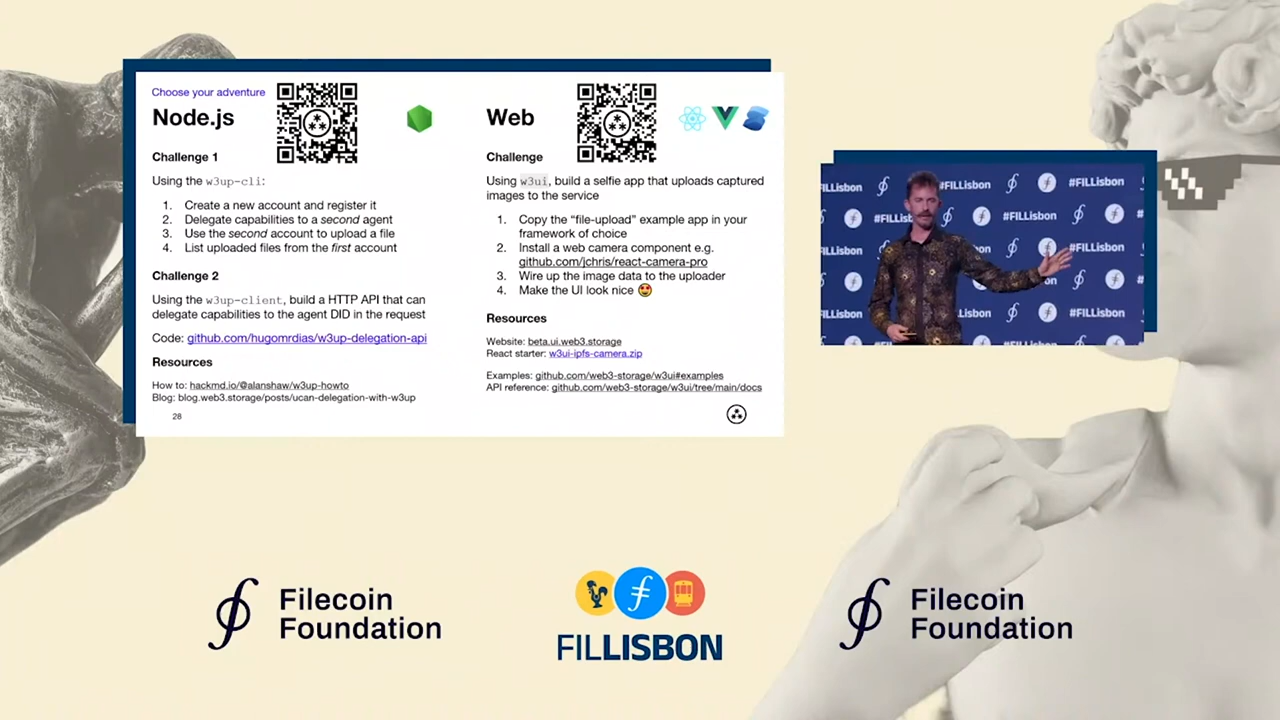 Choose your adventure
Node.js
Challenge 1
Using the w3up-cli:
1. Create a new account and register it
2. Delegate capabilities to a second agent
3. Use the second account to upload a file
4. List uploaded files from the first account
Challenge 2
Using the w3up-client, build a HTTP API that can
delegate capabilities to the agent DID in the request
Code: github.com/hugomrdias/w3up-delegation-api
Resources
How to: hackmd.io/@alanshaw/w3up-howto
Blog: blog.web3.storage/posts/ucan-delegation-with-w3up
28
Web
Challenge
Using w3ui, build a selfie app that uploads captured
images to the service
1. Copy the “file-upload” example app in your
framework of choice
2. Install a web camera component e.g.
github.com/jchris/react-camera-pro
3. Wire up the image data to the uploader
4. Make the UI look nice 😍
Resources
Website: beta.ui.web3.storage
React starter: w3ui-ipfs-camera.zip
Examples: github.com/web3-storage/w3ui#examples
API reference: github.com/web3-storage/w3ui/tree/main/docs
LLisbon #FILLisbon #FILLisbon
#FILLis #FILLisbon #
ILLisbon #FILLisbon
#FILLisbon #
ILLisbon #FILLisbon
Filecoin
Foundation
FILLISBON
Filecoin
Foundation